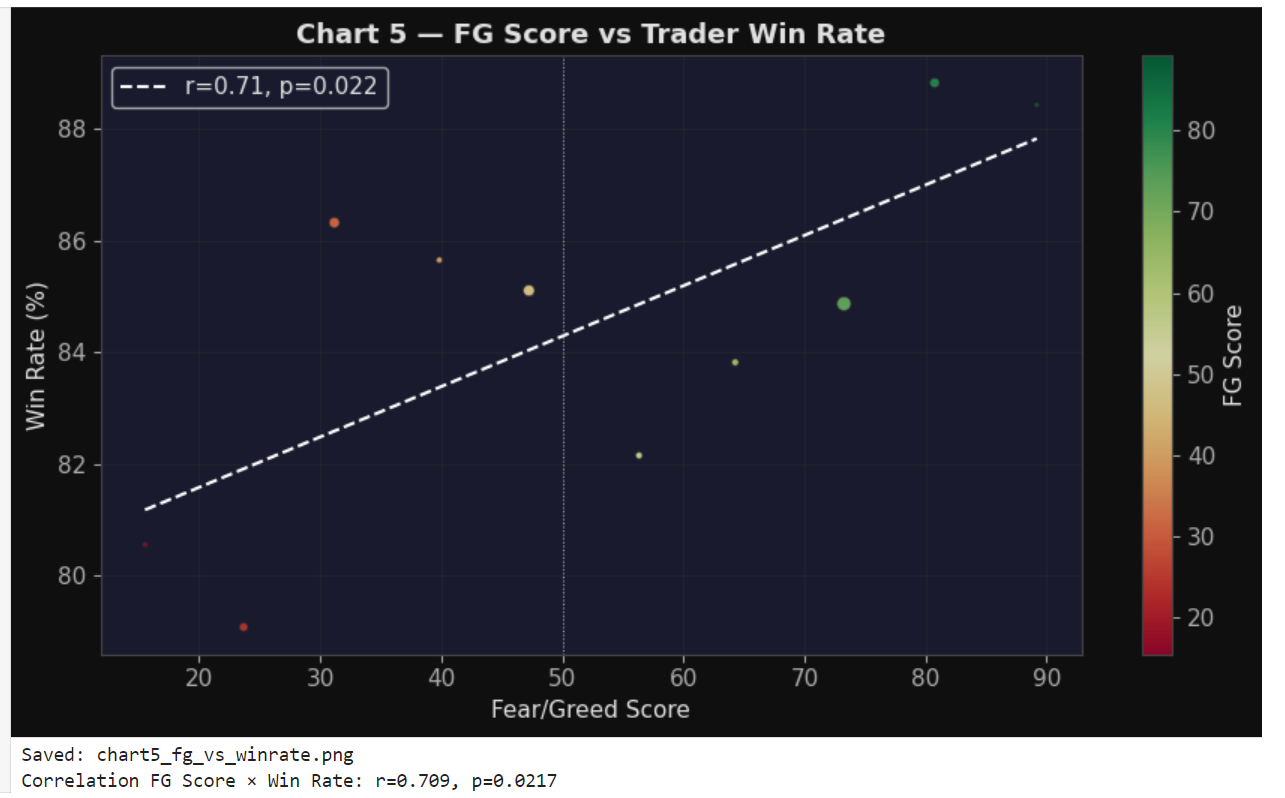 Chart 5 — FG Score vs Trader Win Rate
r=0.71, p=0.022
88
86
84
82
80
Win Rate (%)
20 30 40 50 60 70 80 90
Fear/Greed Score
80
70
60
50
40
30
20
FG Score
Saved: chart5_fg_vs_winrate.png
Correlation FG Score × Win Rate: r=0.709, p=0.0217